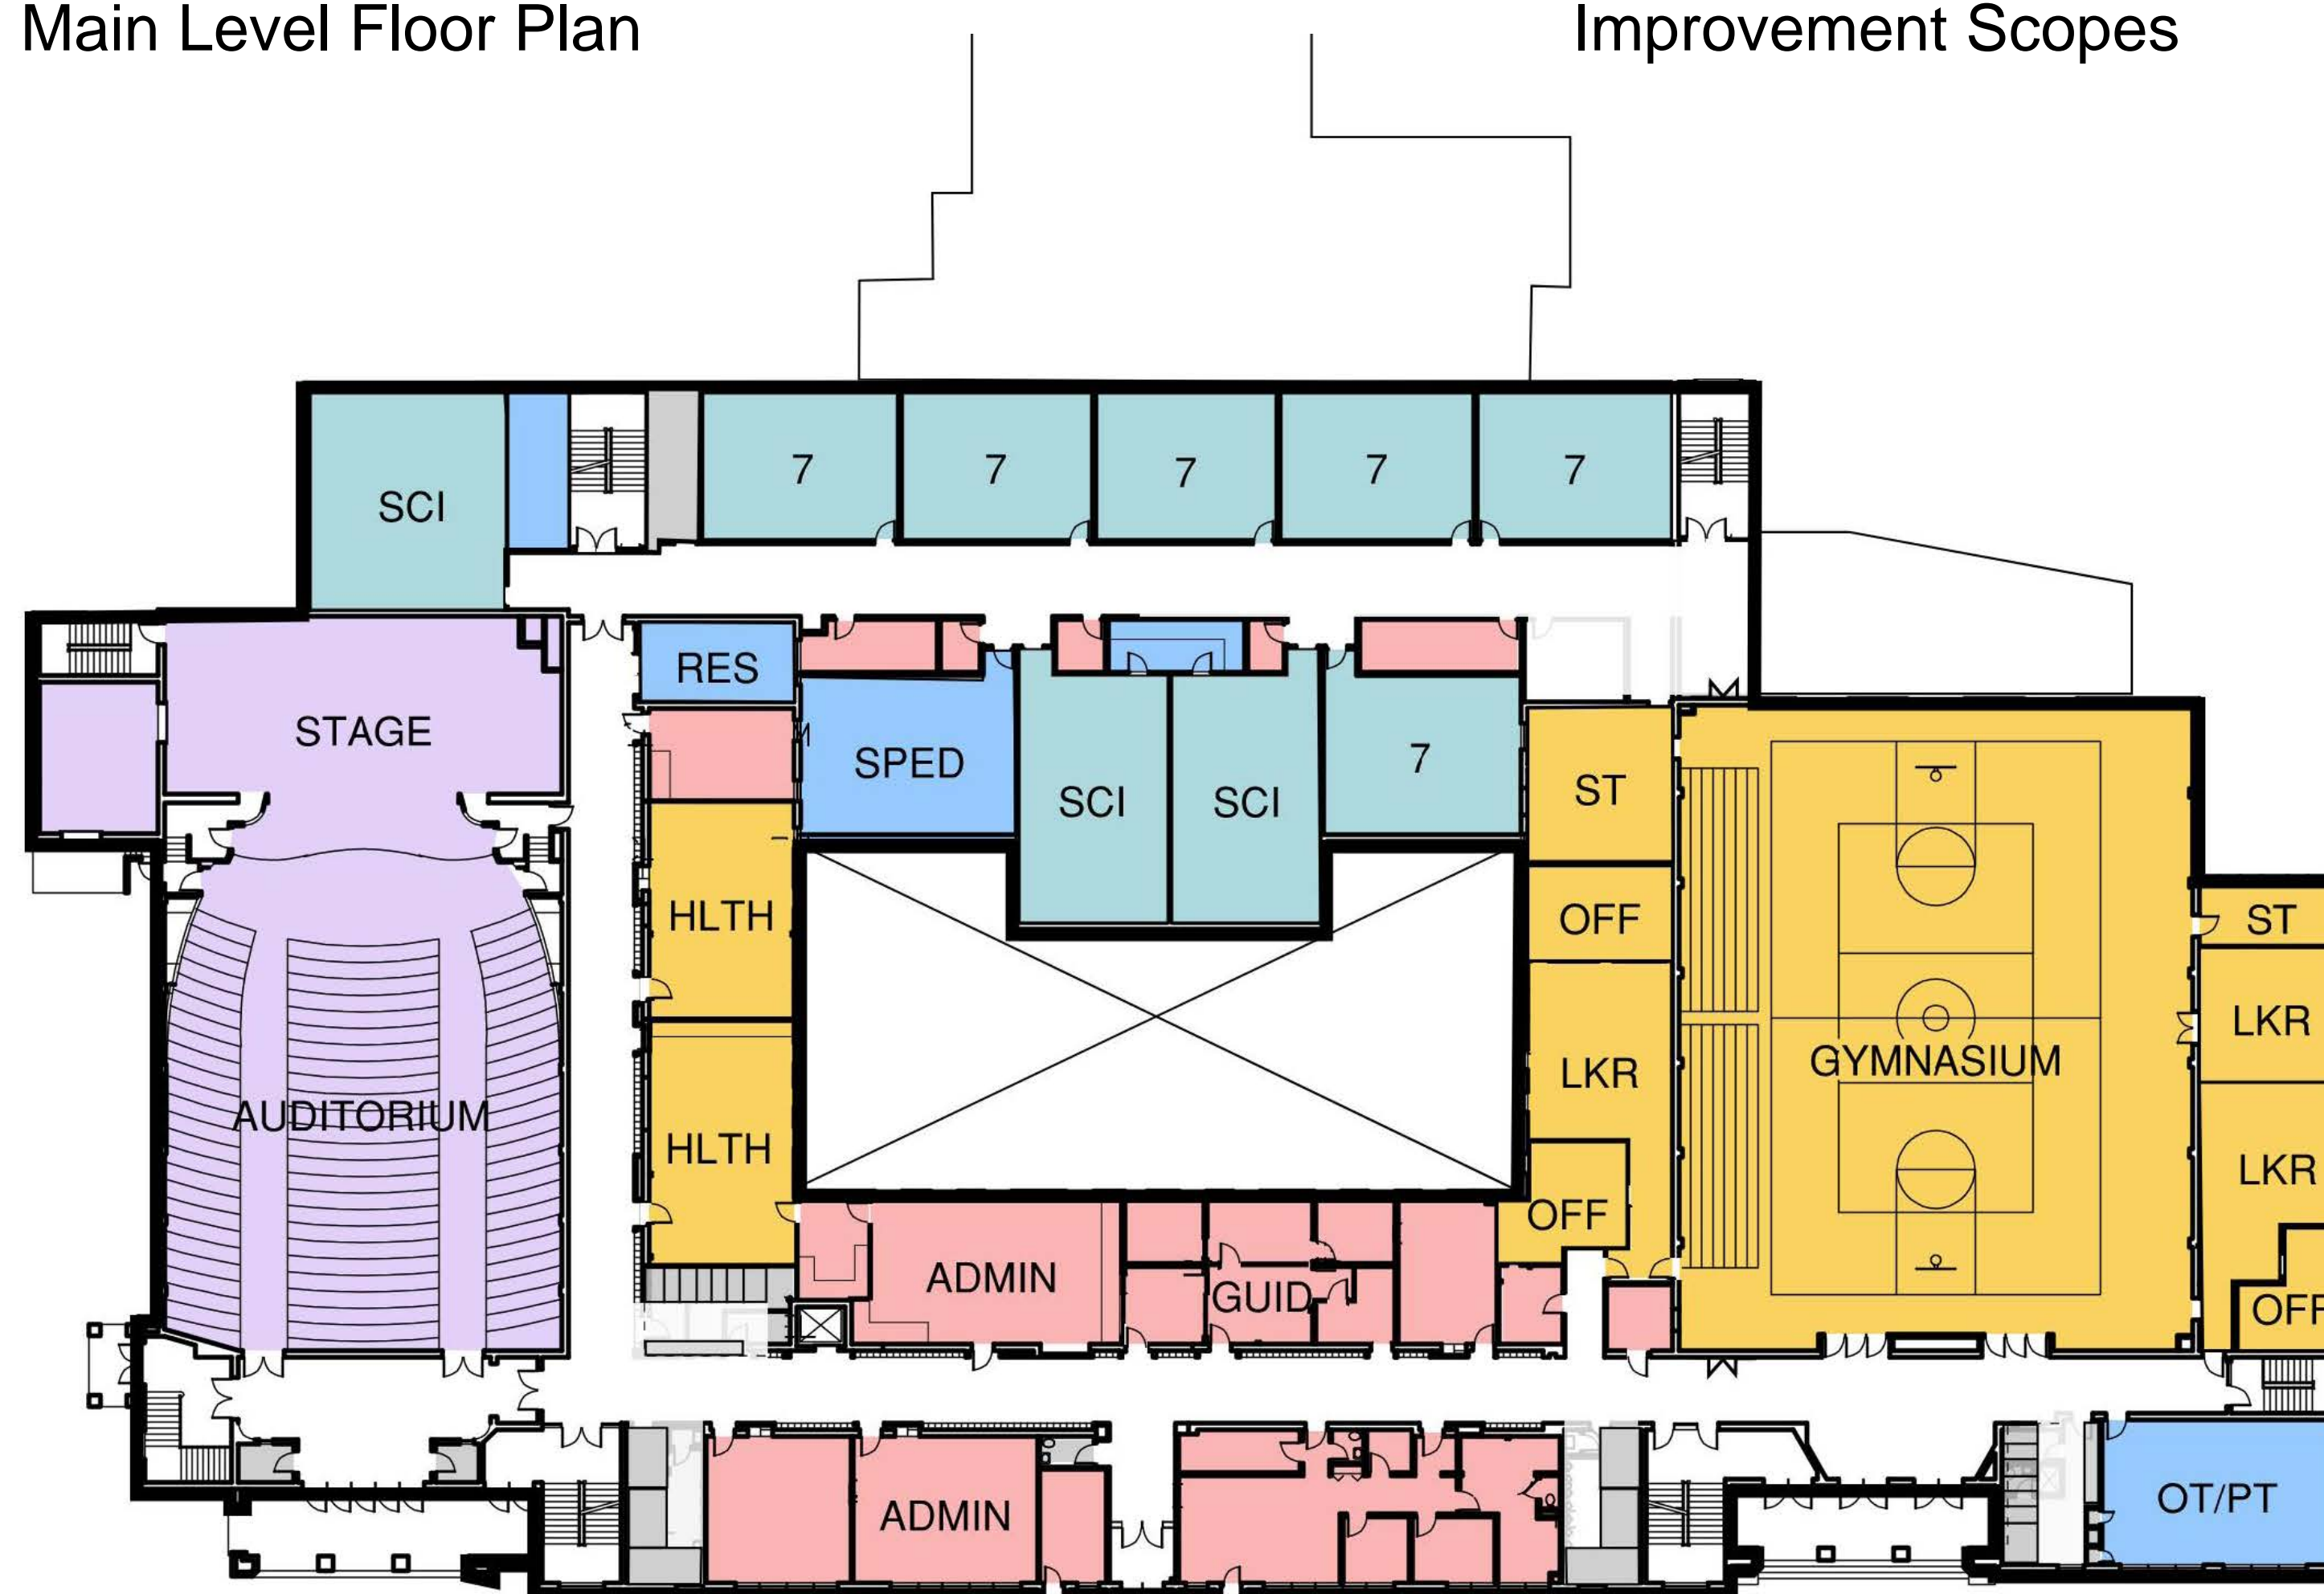 Main Level Floor Plan
Improvement Scopes
7
7
7
7
7
SCI
RES
STAGE
SPED
7
ST
SCI
SCI
HLTH
OFF
ST
LKR
GYMNASIUM
LKR
AUDITORIUM
HLTH
LKR
OFF
ADMIN
GUID
OFF
OT/PT
ADMIN